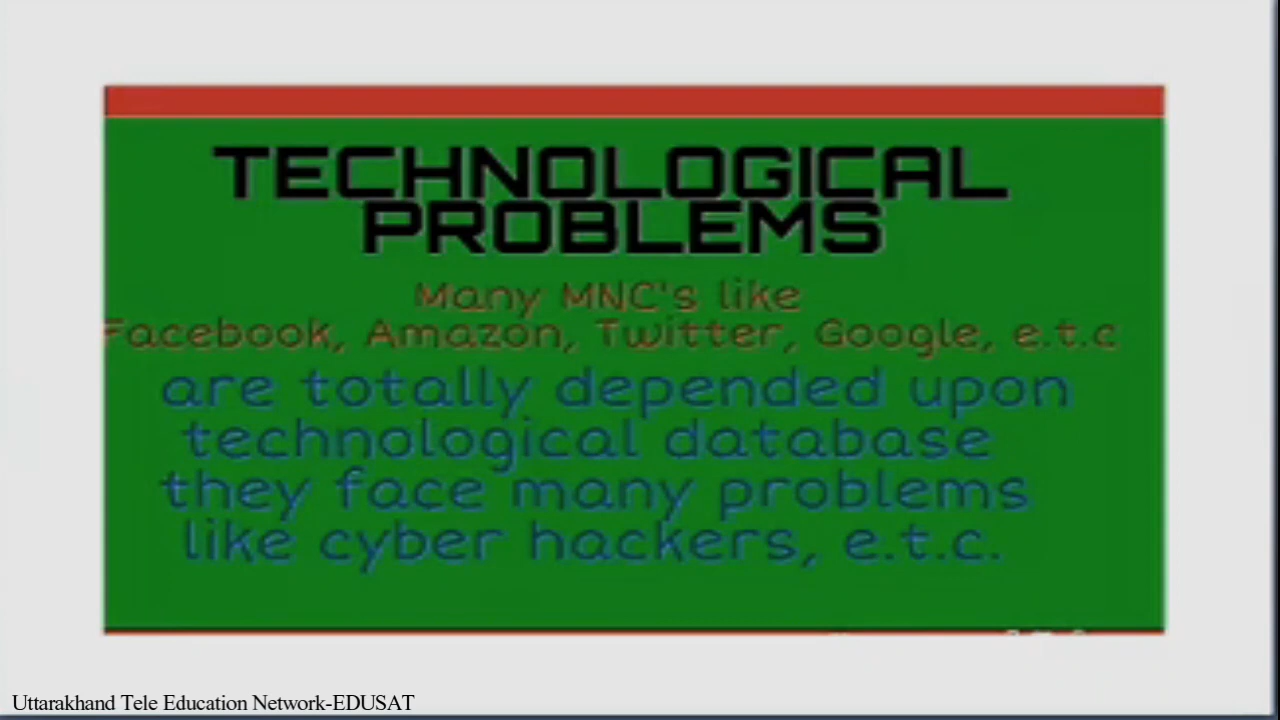 TECHNOLOGICAL
PROBLEMS
Many MNC's like
Facebook, Amazon, Twitter, Google, e.t.c
are totally depended upon
technological database
they face many problems
like cyber hackers, e.t.c.
Uttarakhand Tele Education Network-EDUSAT